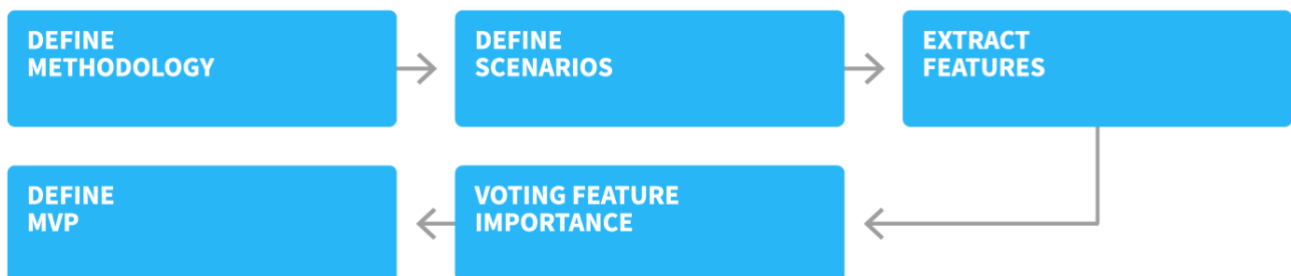 DEFINE
METHODOLOGY
DEFINE
SCENARIOS
EXTRACT
FEATURES
VOTING FEATURE
IMPORTANCE
DEFINE
MVP